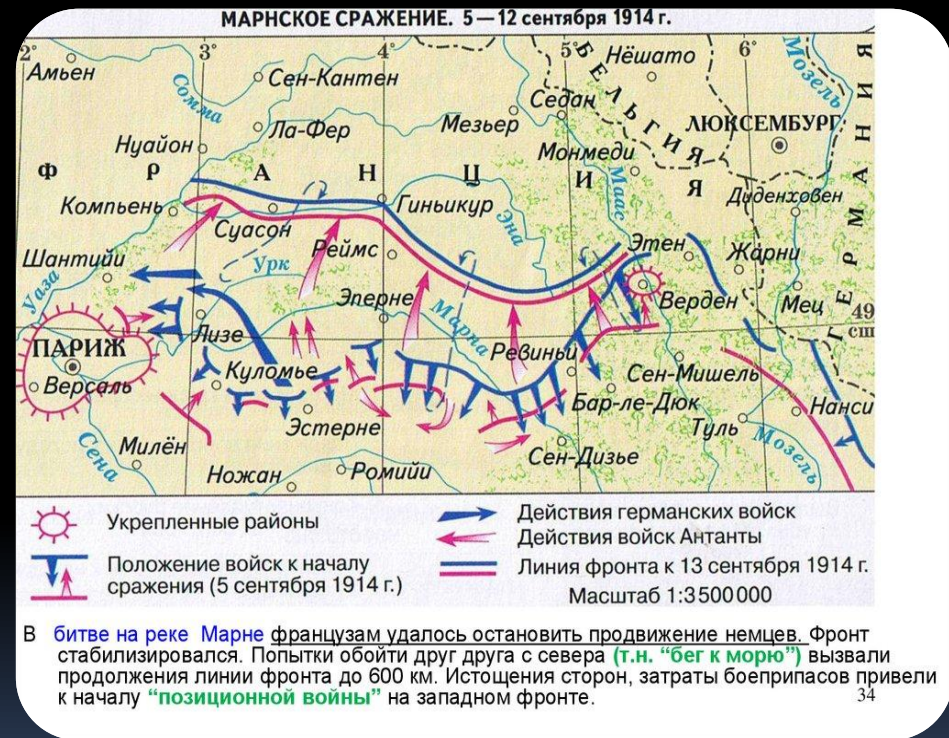 МАРНСКОЕ СРАЖЕНИЕ. 5—12 сентября 1914 г.
2° 3° 4° 5° 6°
Амьен
Сомма
Сен-Кантен
Нёшато
Мозель
Седан
БЕЛЬГИЯ
ГЕРМАНИЯ
Ла-Фер
Мезьер
ЛЮКСЕМБУРГ
Нуайон
Монмеди
ФРАНЦИЯ
Маас
Диденховен
Компьень
Гиньикур
Суасон
Эна
Реймс
Этен
Жарни
Шантийи
Урк
Уаза
Эперне
Марна
Верден
Мец
49
сш
Лизе
ПАРИЖ
Ревиньи
Куломье
Сен-Мишель
Версаль
Бар-ле-Дюк
Нанси
Эстерне
Туль
Мозель
Сена
Милён
Сен-Дизье
Ножан
Ромийи
Укрепленные районы
Положение войск к началу
сражения (5 сентября 1914 г.)
Действия германских войск
Действия войск Антанты
Линия фронта к 13 сентября 1914 г.
Масштаб 1:3500000
В битве на реке Марне французам удалось остановить продвижение немцев. Фронт
стабилизировался. Попытки обойти друг друга с севера (т.н. “бег к морю”) вызвали
продолжения линии фронта до 600 км. Истощения сторон, затраты боеприпасов привели
к началу “позиционной войны” на западном фронте.
34